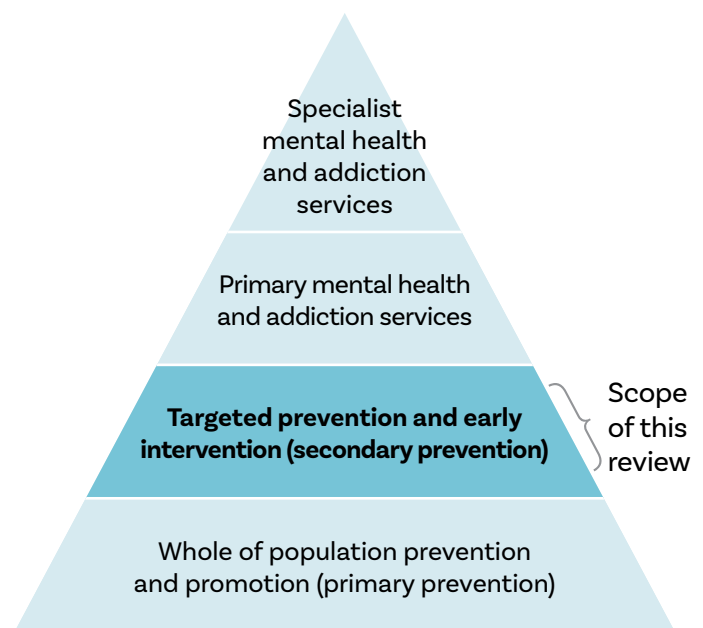 Specialist
mental health
and addiction
services
Primary mental health
and addiction services
Targeted prevention and early
intervention (secondary prevention)
Scope
of this
review
Whole of population prevention
and promotion (primary prevention)